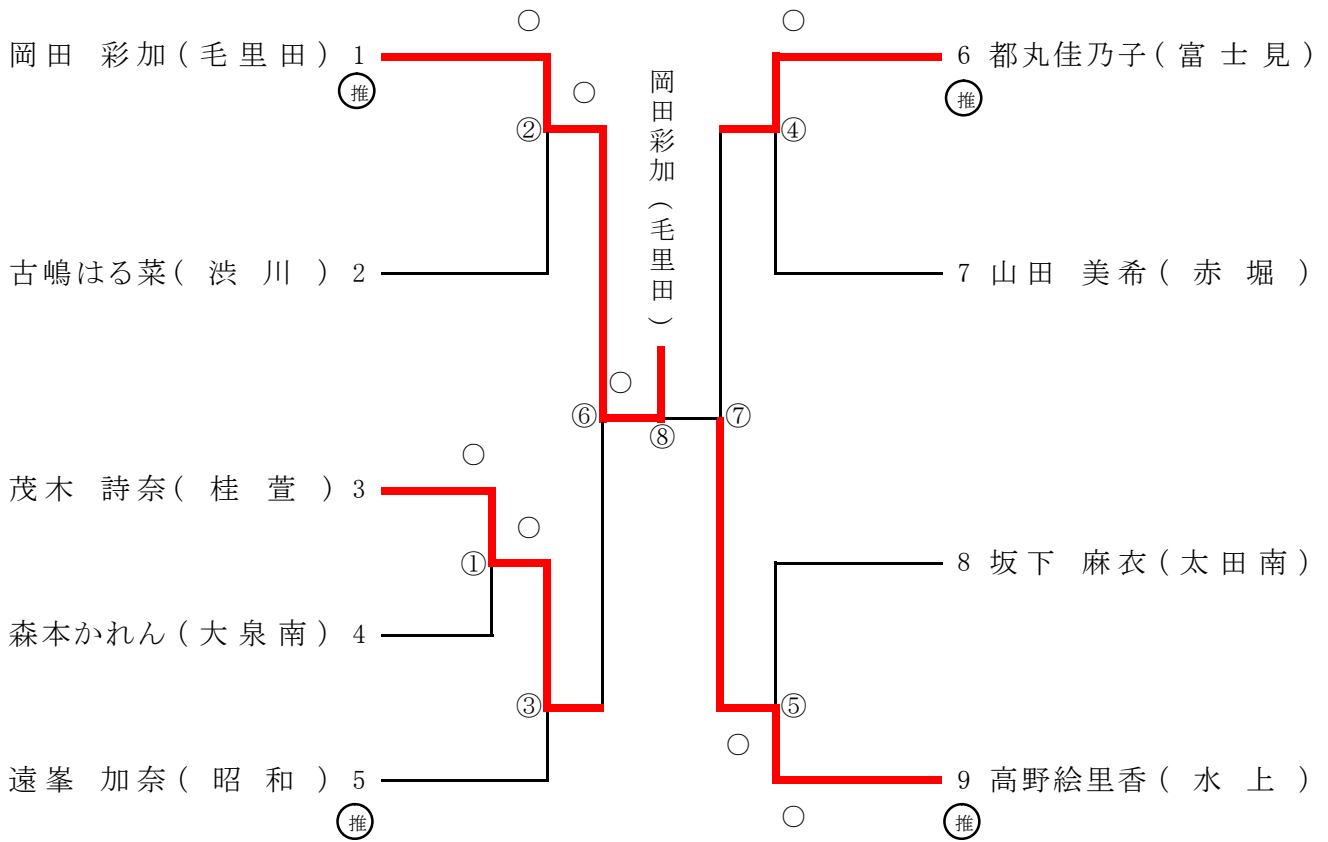 岡田 彩加(毛里田) 1
推
古嶋はる菜(渋川) 2
茂木 詩奈(桂萱) 3
森本かれん(大泉南) 4
遠峯 加奈(昭和) 5
推
②
①
③
⑥
岡田彩加(毛里田)
⑧
⑦
④
⑤
6 都丸佳乃子(富士見)
推
7 山田 美希(赤堀)
8 坂下 麻衣(太田南)
9 高野絵里香(水上)
推